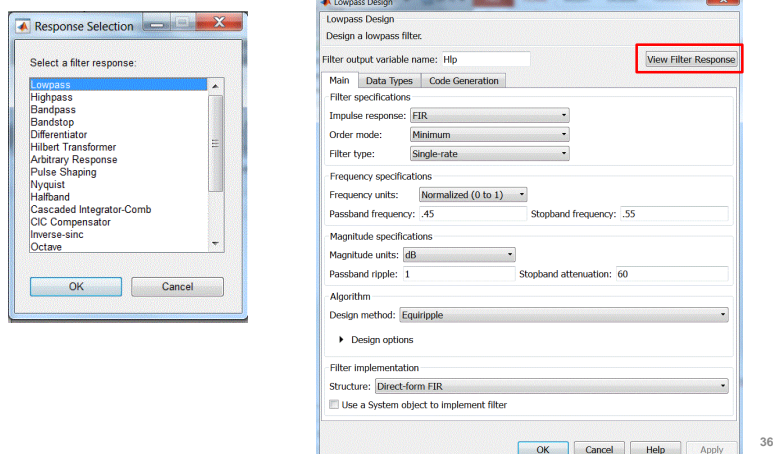 Response Selection
Select a filter response:
Lowpass
Highpass
Bandpass
Bandstop
Differentiator
Hilbert Transformer
Arbitrary Response
Pulse Shaping
Nyquist
Halfband
Cascaded Integrator-Comb
CIC Compensator
Inverse-sinc
Octave
OK Cancel
Lowpass Design
Lowpass Design
Design a lowpass filter.
Filter output variable name: Hlp View Filter Response
Main Data Types Code Generation
Filter specifications
Impulse response: FIR
Order mode: Minimum
Filter type: Single-rate
Frequency specifications
Frequency units: Normalized (0 to 1)
Passband frequency: .45 Stopband frequency: .55
Magnitude specifications
Magnitude units: dB
Passband ripple: 1 Stopband attenuation: 60
Algorithm
Design method: Equiripple
Design options
Filter implementation
Structure: Direct-form FIR
Use a System object to implement filter
OK Cancel Help Apply
36